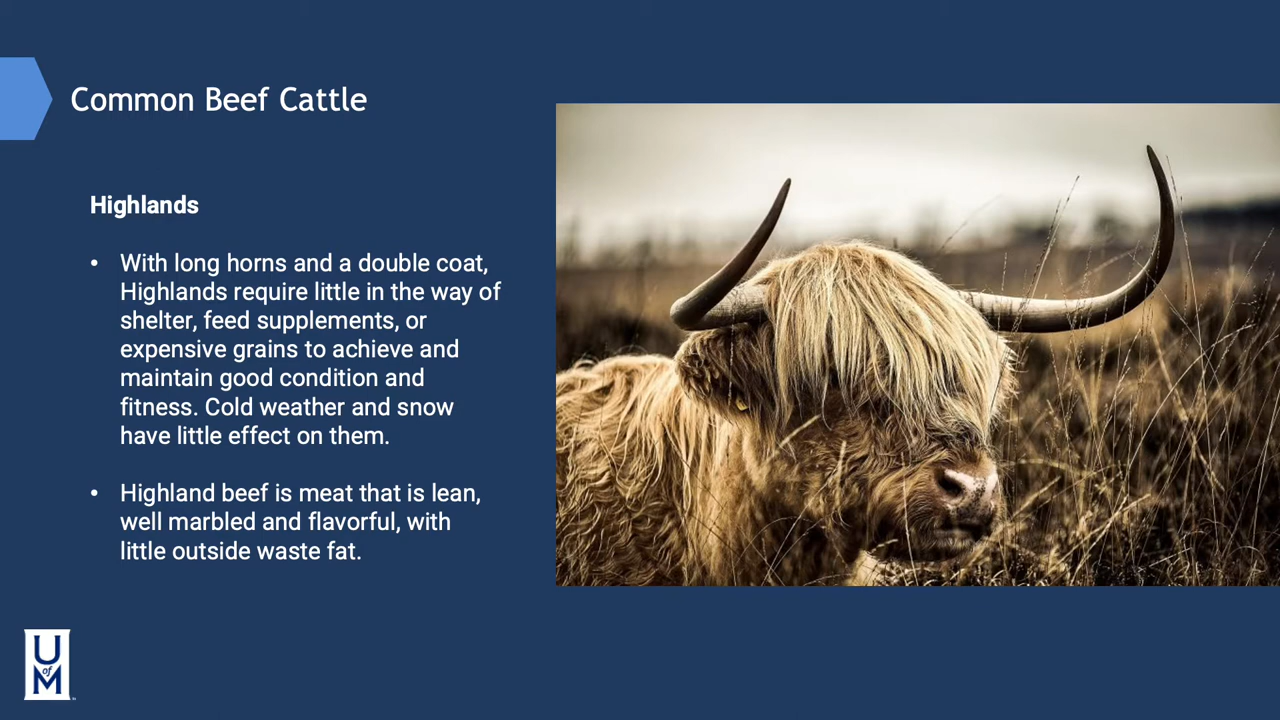 Common Beef Cattle
Highlands
• With long horns and a double coat,
Highlands require little in the way of
shelter, feed supplements, or
expensive grains to achieve and
maintain good condition and
fitness. Cold weather and snow
have little effect on them.
• Highland beef is meat that is lean,
well marbled and flavorful, with
little outside waste fat.
U
of
M